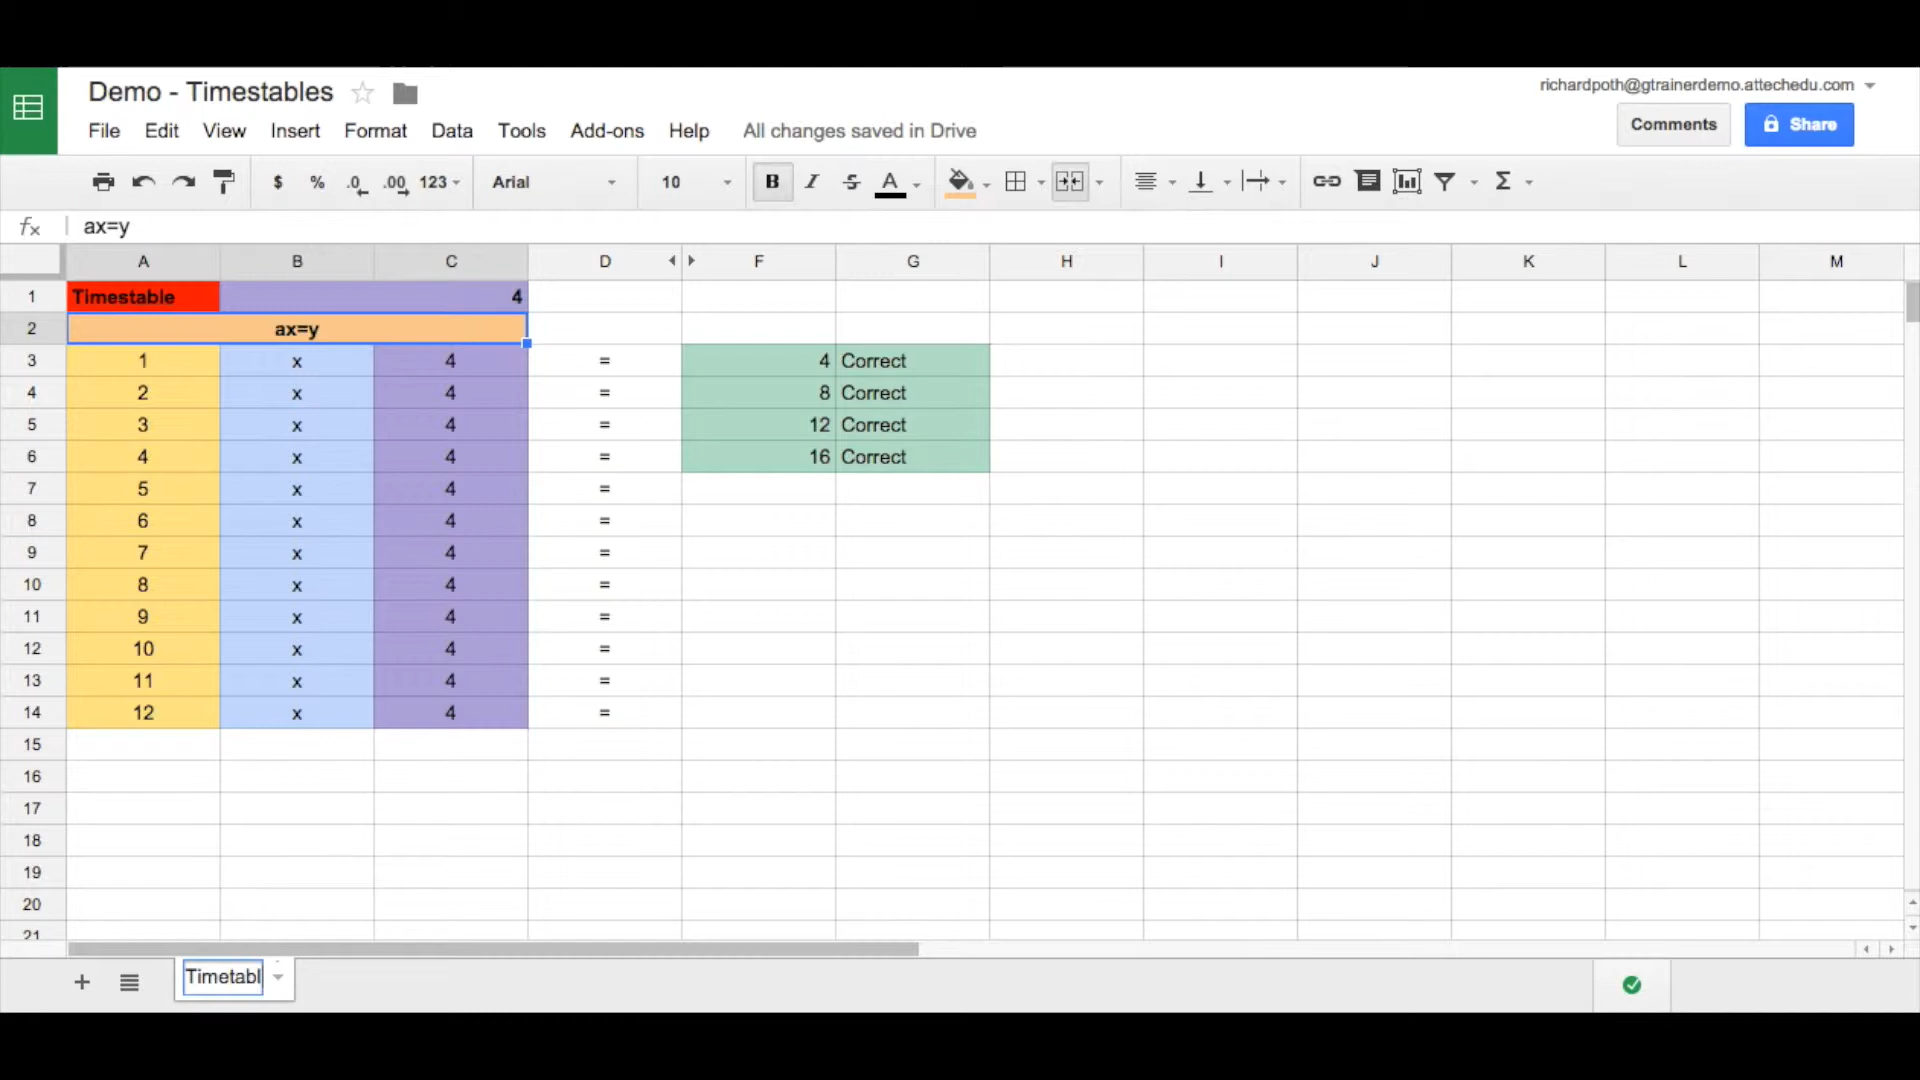 Demo - Timestables
richardpoth@gtrainerdemo.attechedu.com
File Edit View Insert Format Data Tools Add-ons Help All changes saved in Drive
Comments Share
$ % .0 .00 123 Arial 10 B I S A Σ
fx ax=y
A B C D F G H I J K L M
1 Timestable 4
2 ax=y
3 1 x 4 = 4 Correct
4 2 x 4 = 8 Correct
5 3 x 4 = 12 Correct
6 4 x 4 = 16 Correct
7 5 x 4 =
8 6 x 4 =
9 7 x 4 =
10 8 x 4 =
11 9 x 4 =
12 10 x 4 =
13 11 x 4 =
14 12 x 4 =
15
16
17
18
19
20
21
+ Timetabl